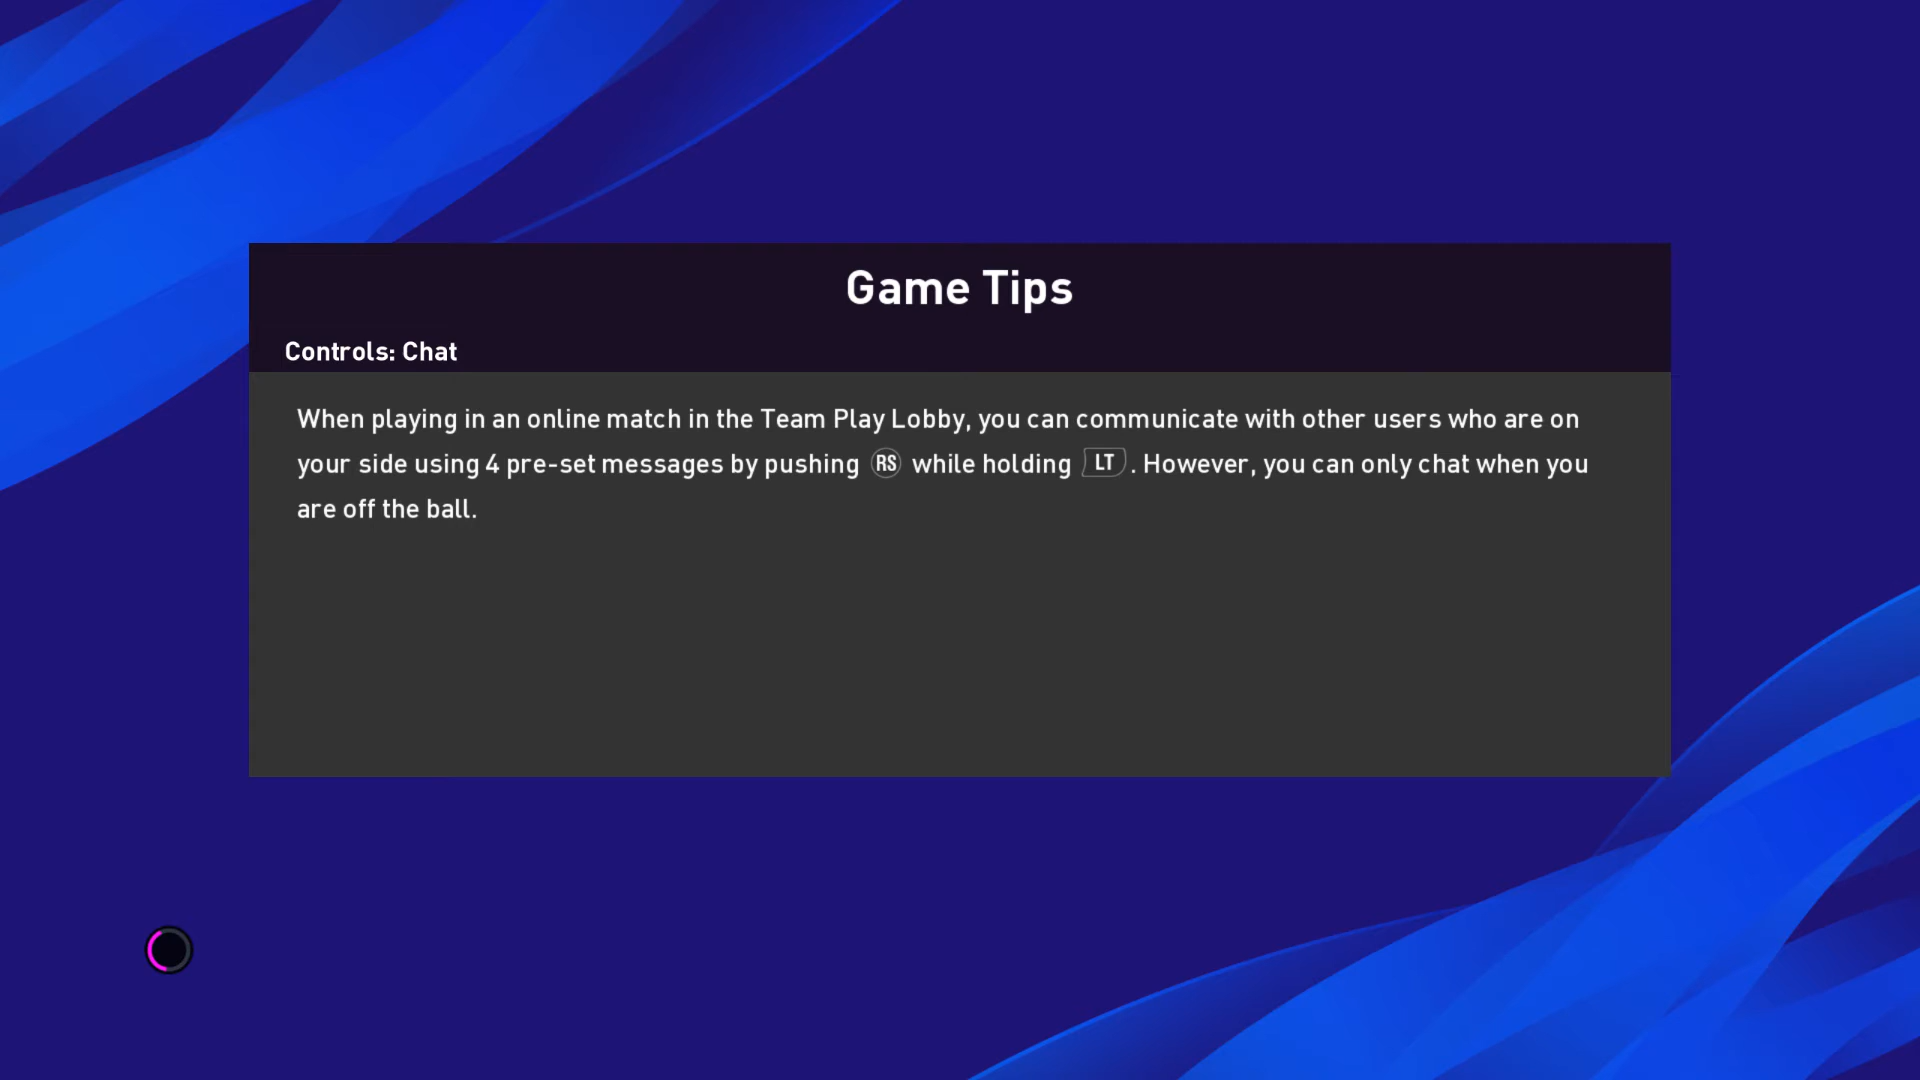 Game Tips
Controls: Chat
When playing in an online match in the Team Play Lobby, you can communicate with other users who are on
your side using 4 pre-set messages by pushing RS while holding LT. However, you can only chat when you
are off the ball.